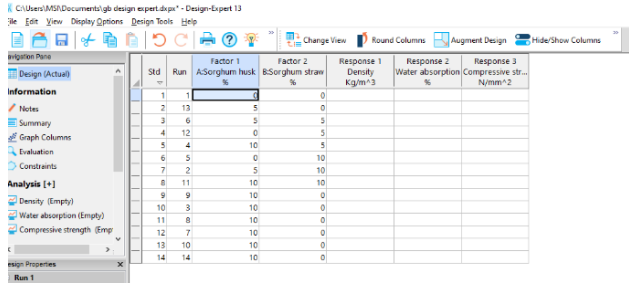 C:\Users\MSI\Documents\gb design expert.dxpx* - Design-Expert 13
File Edit View Display Options Design Tools Help
Change View Round Columns Augment Design Hide/Show Columns
Navigation Pane
Design (Actual)
Information
Notes
Summary
Graph Columns
Evaluation
Constraints
Analysis [+]
Density (Empty)
Water absorption (Empty)
Compressive strength (Emp
Design Properties
Run 1
Std Run Factor 1 A:Sorghum husk % Factor 2 B:Sorghum straw % Response 1 Density Kg/m^3 Response 2 Water absorption % Response 3 Compressive str... N/mm^2
1 1 0 0
2 13 5 0
3 6 5 5
4 12 0 5
5 4 10 5
6 5 0 10
7 2 5 10
8 11 10 10
9 9 10 0
10 3 10 0
11 8 10 0
12 7 10 0
13 10 10 0
14 14 10 0